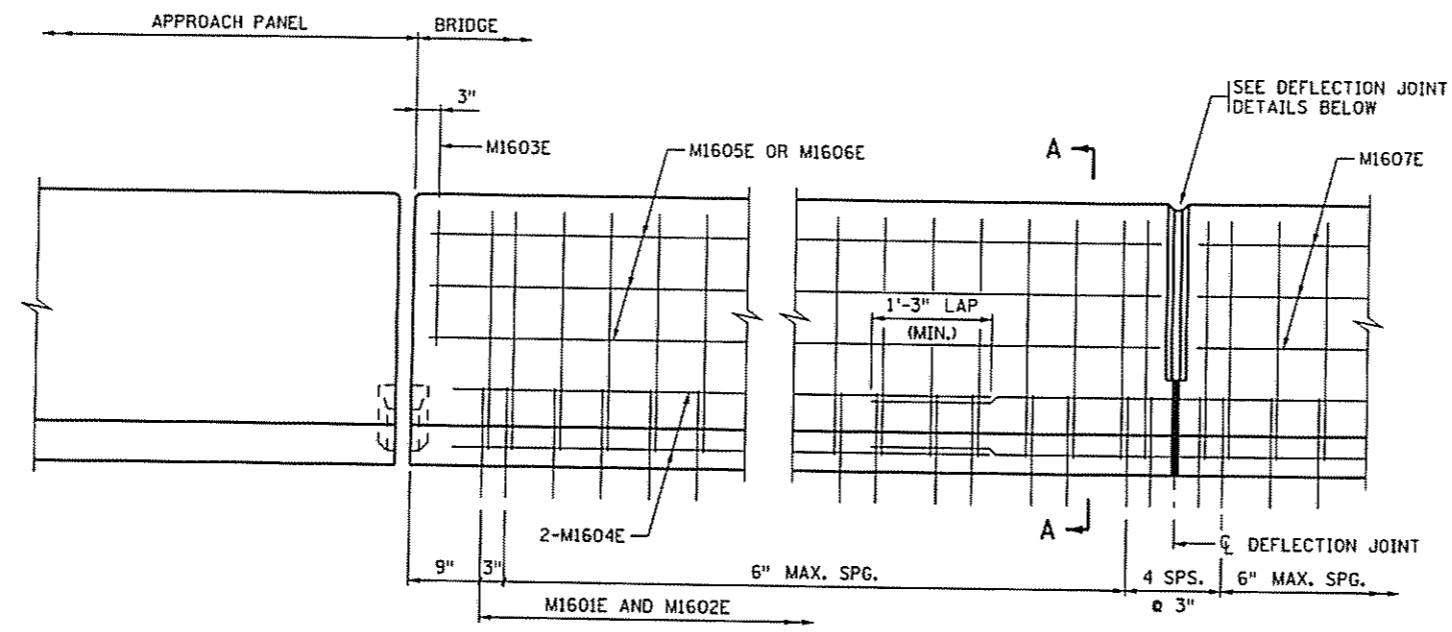 APPROACH PANEL
BRIDGE
3"
M1603E
M1605E OR M1606E
A
SEE DEFLECTION JOINT
DETAILS BELOW
M1607E
1'-3" LAP
(MIN.)
2-M1604E
A
℄ DEFLECTION JOINT
9"
3"
6" MAX. SPG.
4 SPS.
@ 3"
6" MAX. SPG.
M1601E AND M1602E